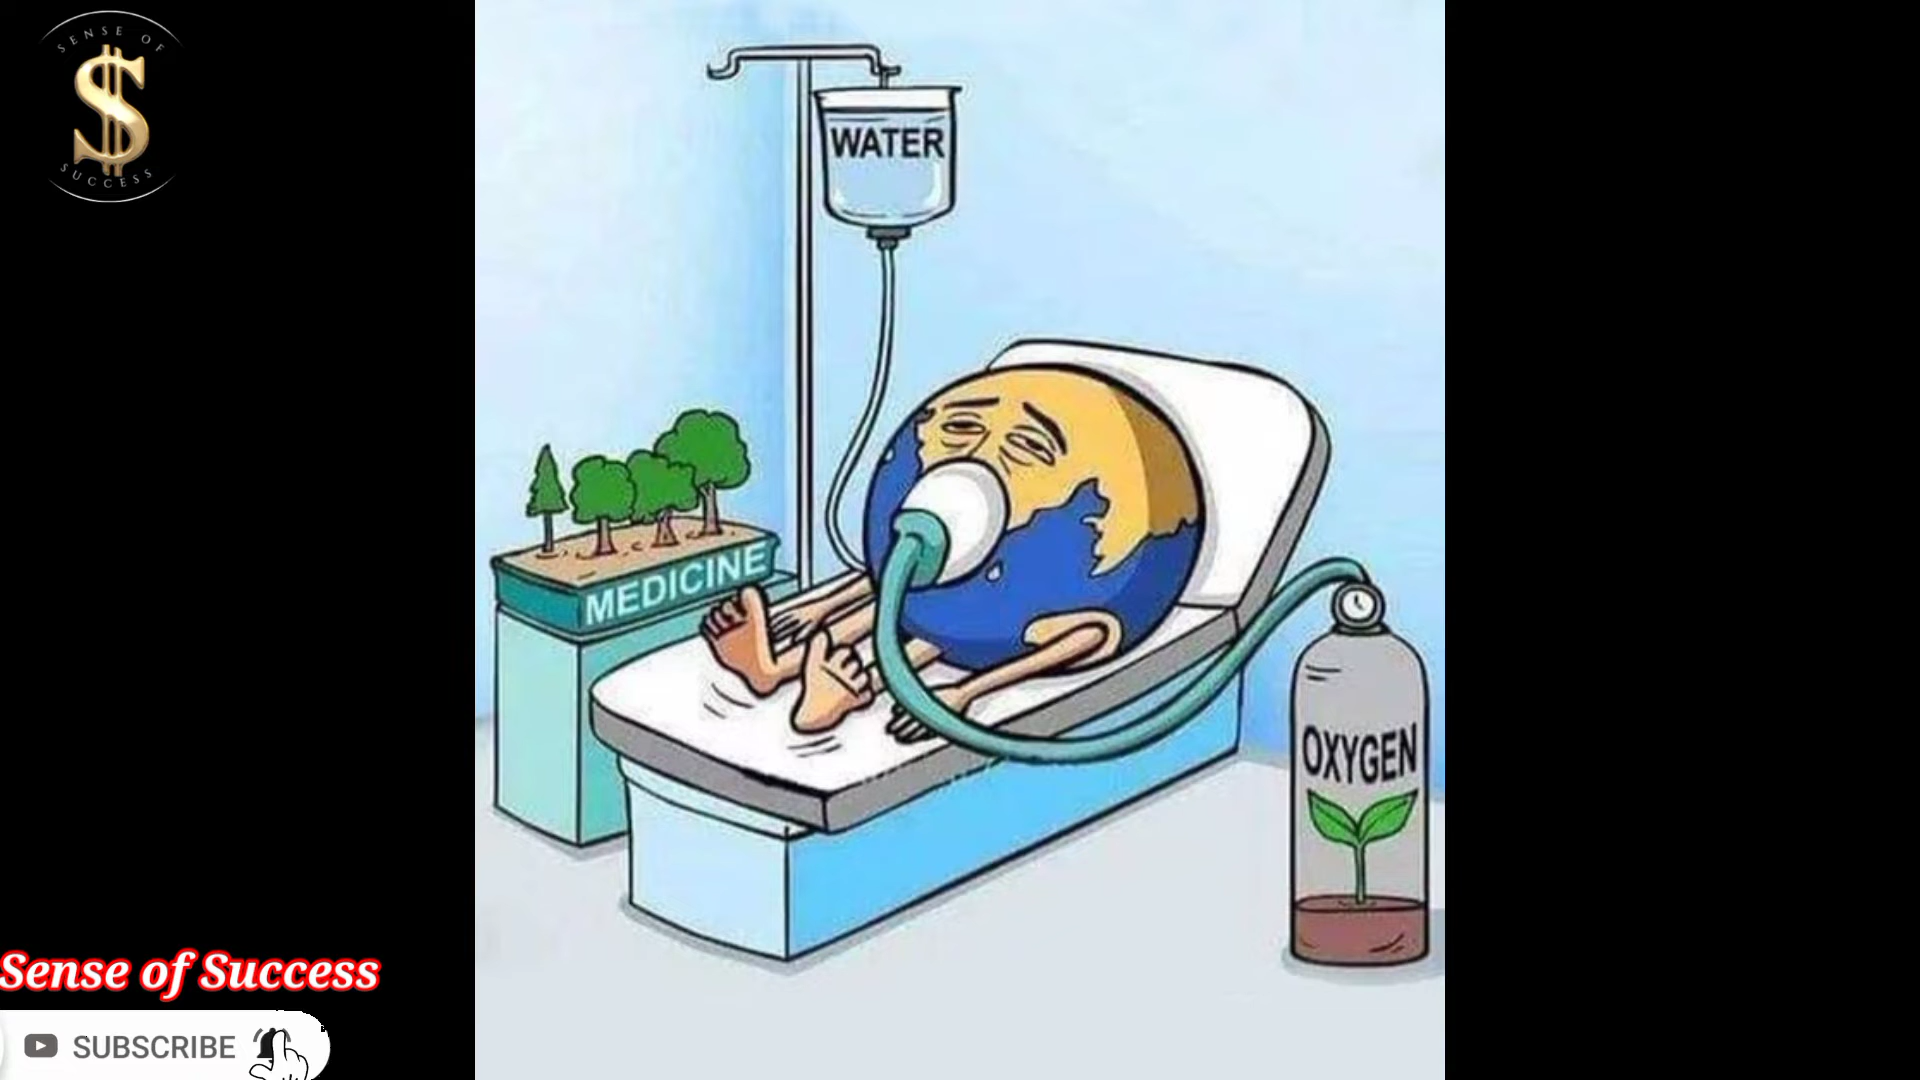 SENSE OF
SUCCESS
WATER
MEDICINE
OXYGEN
Sense of Success
SUBSCRIBE